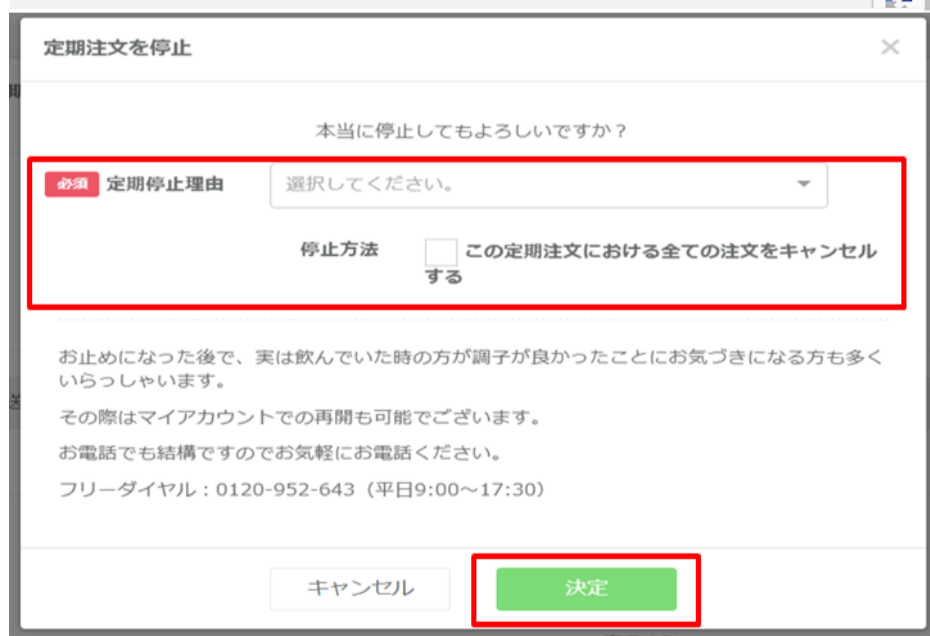 定期注文を停止
本当に停止してもよろしいですか？
必須 定期停止理由 選択してください。
停止方法 この定期注文における全ての注文をキャンセル
する
お止めになった後で、実は飲んでいた時の方が調子が良かったことにお気づきになる方も多く
いらっしゃいます。
その際はマイアカウントでの再開も可能でございます。
お電話でも結構ですのでお気軽にお電話ください。
フリーダイヤル：0120-952-643（平日9:00～17:30）
キャンセル 決定